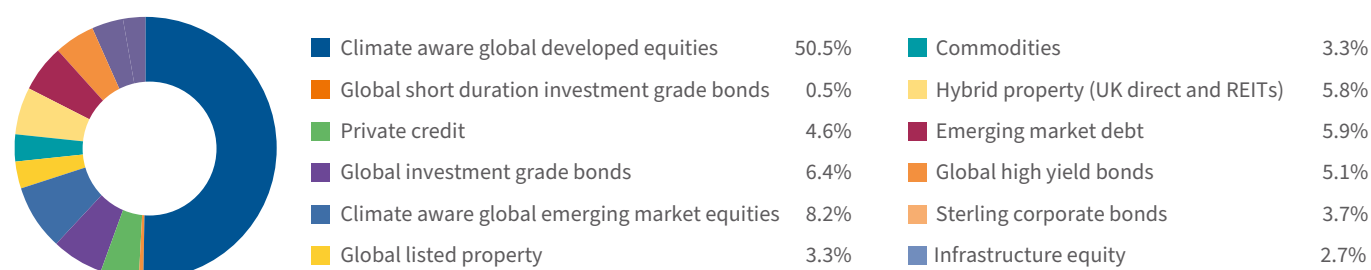 Climate aware global developed equities 50.5%
Global short duration investment grade bonds 0.5%
Private credit 4.6%
Global investment grade bonds 6.4%
Climate aware global emerging market equities 8.2%
Global listed property 3.3%
Commodities 3.3%
Hybrid property (UK direct and REITs) 5.8%
Emerging market debt 5.9%
Global high yield bonds 5.1%
Sterling corporate bonds 3.7%
Infrastructure equity 2.7%